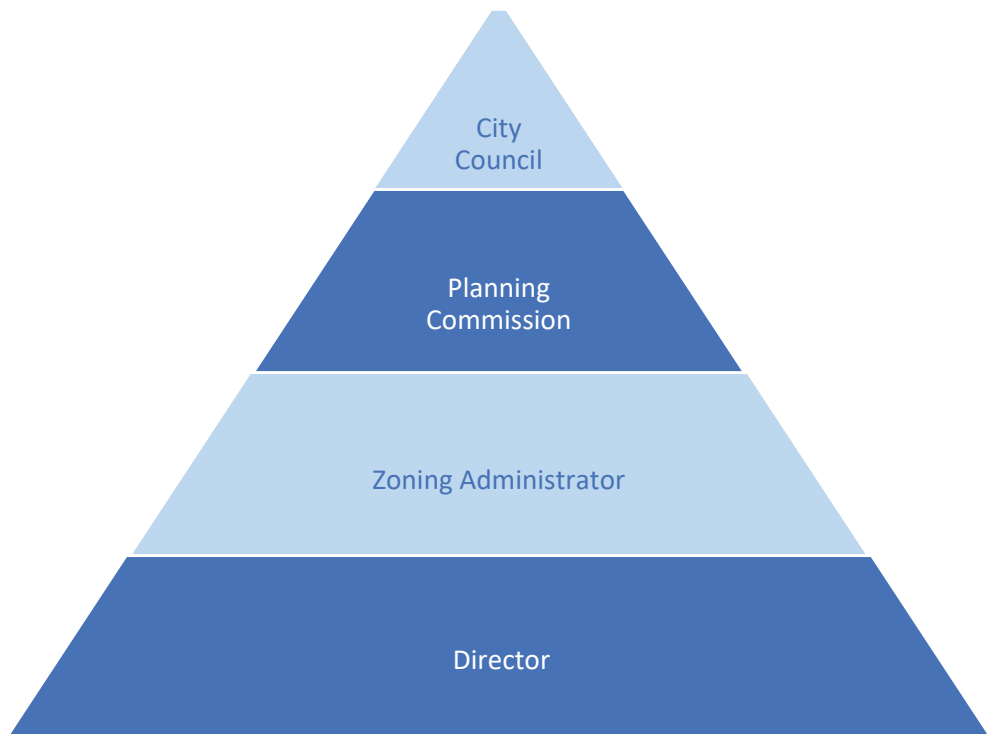 City
Council
Planning
Commission
Zoning Administrator
Director